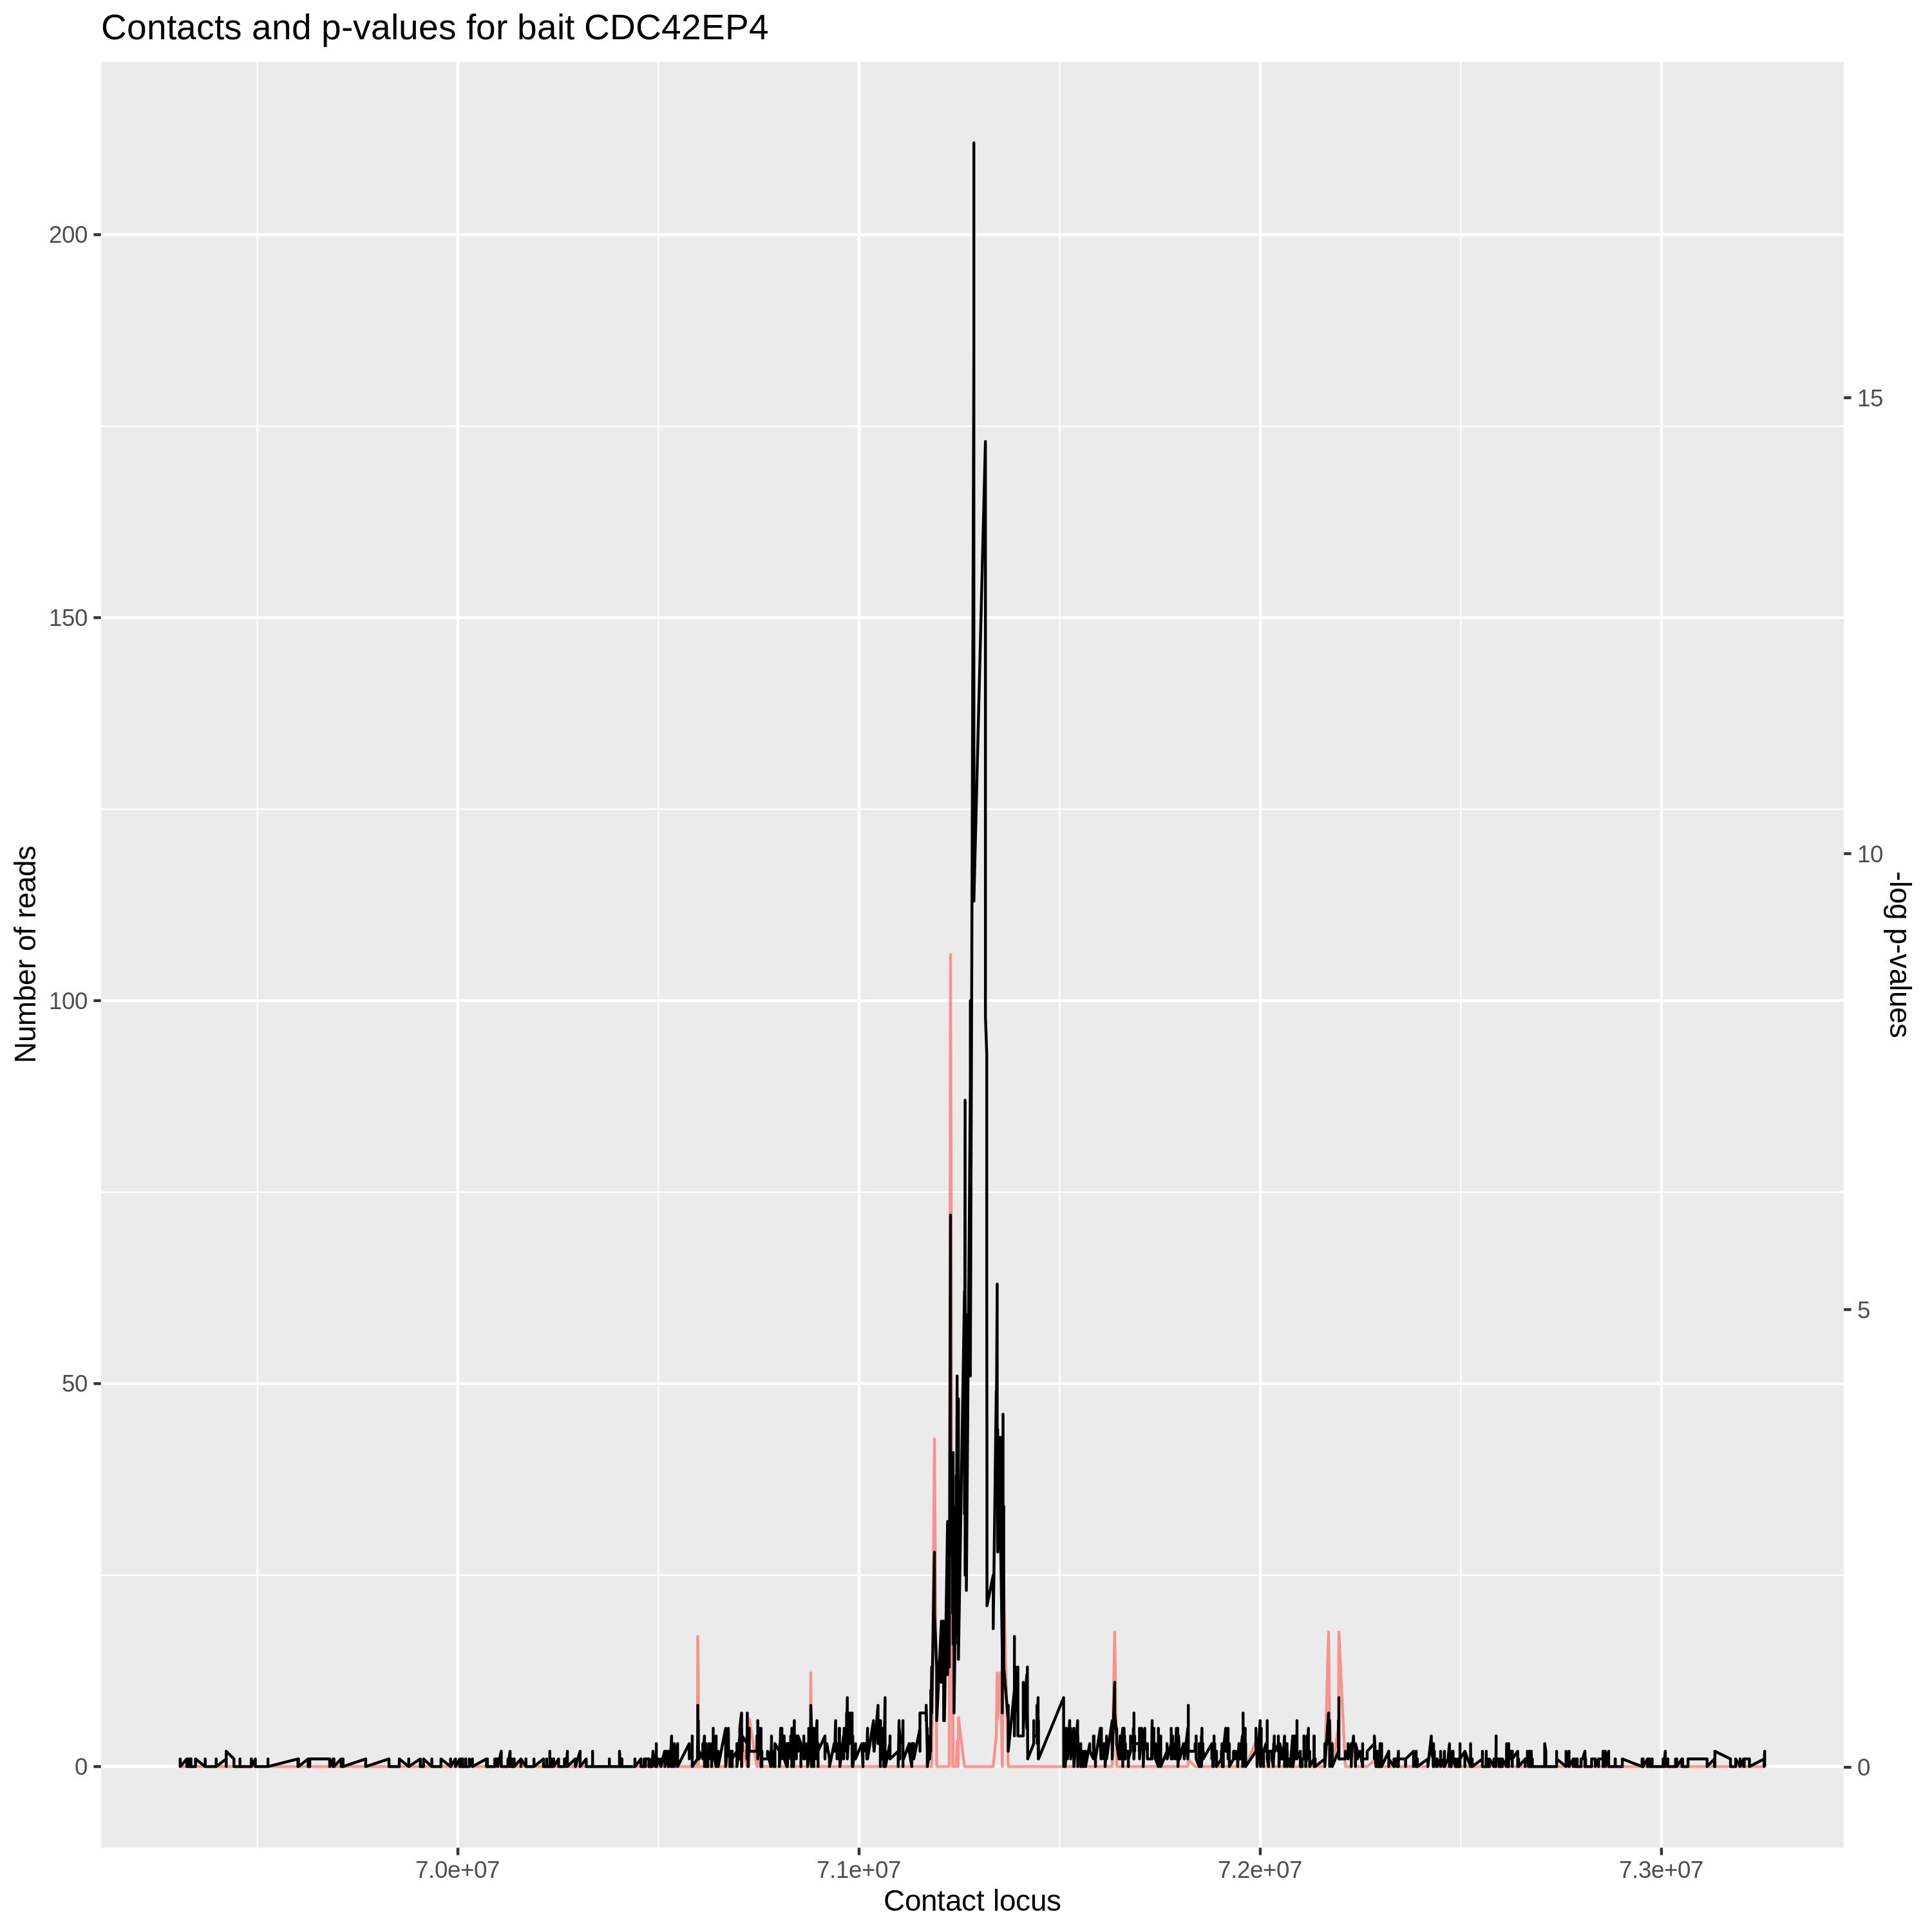 Contacts and p-values for bait CDC42EP4
200
150
100
50
0
Number of reads
15
10
5
0
-log p-values
7.0e+07
7.1e+07
7.2e+07
7.3e+07
Contact locus